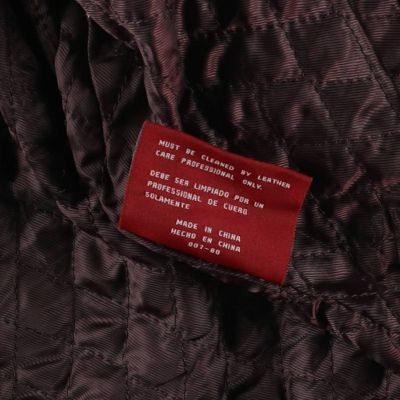 MUST BE CLEANED BY LEATHER
CARE PROFESSIONAL ONLY.
DEBE SER LIMPIADO POR UN
PROFESSIONAL DE CUERO
SOLAMENTE
MADE IN CHINA
HECHO EN CHINA
007-80